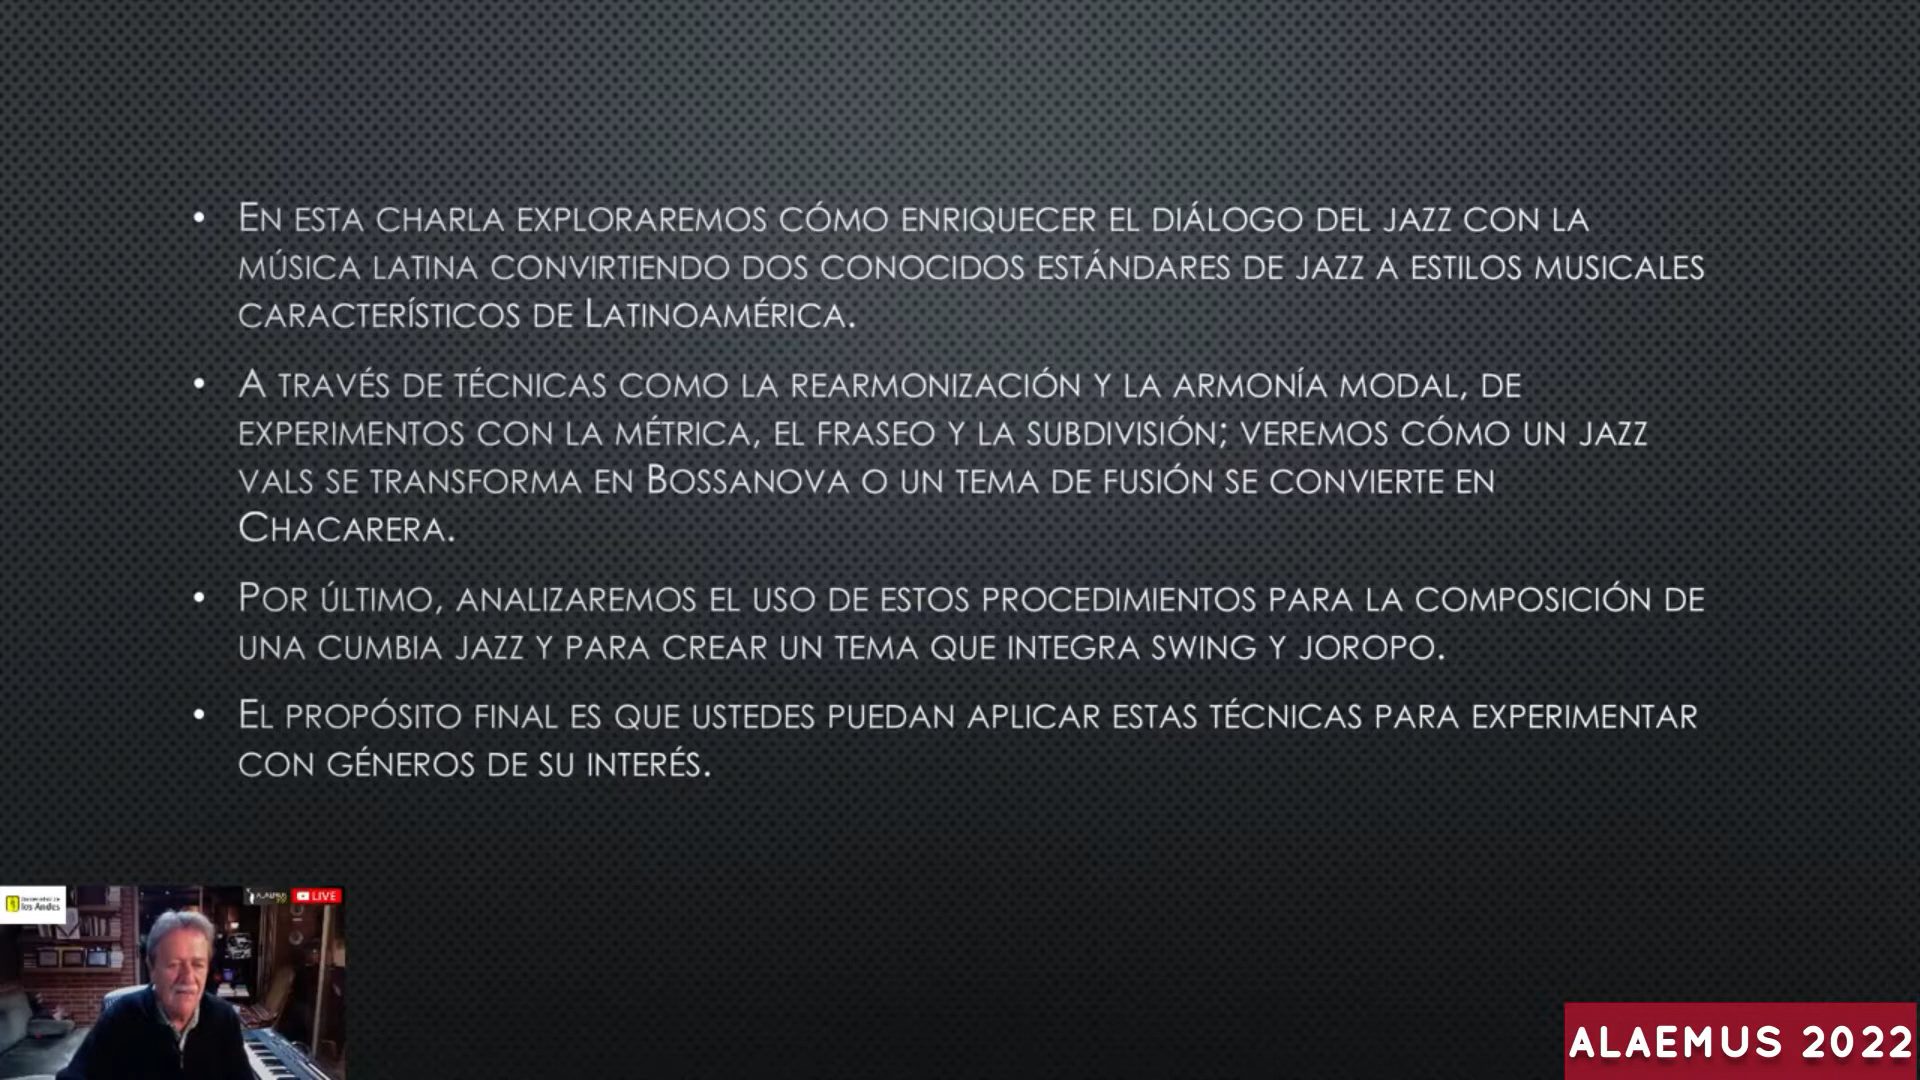 • En esta charla exploraremos cómo enriquecer el diálogo del jazz con la
música latina convirtiendo dos conocidos estándares de jazz a estilos musicales
característicos de Latinoamérica.
• A través de técnicas como la rearmonización y la armonía modal, de
experimentos con la métrica, el fraseo y la subdivisión; veremos cómo un jazz
vals se transforma en Bossanova o un tema de fusión se convierte en
Chacarera.
• Por último, analizaremos el uso de estos procedimientos para la composición de
una cumbia jazz y para crear un tema que integra swing y joropo.
• El propósito final es que ustedes puedan aplicar estas técnicas para experimentar
con géneros de su interés.
los Andes
LIVE
ALAEMUS 2022